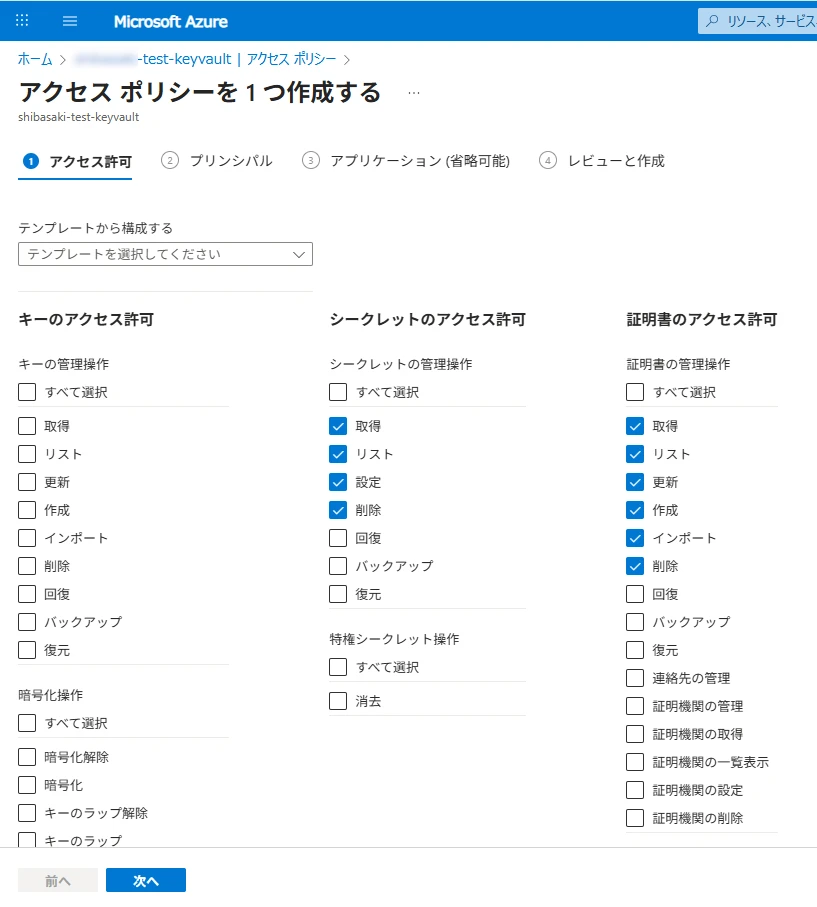 Microsoft Azure
リソース、サービス
ホーム > -test-keyvault | アクセス ポリシー >
アクセス ポリシーを 1 つ作成する ...
shibasaki-test-keyvault
1 アクセス許可 2 プリンシパル 3 アプリケーション (省略可能) 4 レビューと作成
テンプレートから構成する
テンプレートを選択してください
キーのアクセス許可
キーの管理操作
すべて選択
取得
リスト
更新
作成
インポート
削除
回復
バックアップ
復元
暗号化操作
すべて選択
暗号化解除
暗号化
キーのラップ解除
キーのラップ
シークレットのアクセス許可
シークレットの管理操作
すべて選択
取得
リスト
設定
削除
回復
バックアップ
復元
特権シークレット操作
すべて選択
消去
証明書のアクセス許可
証明書の管理操作
すべて選択
取得
リスト
更新
作成
インポート
削除
回復
バックアップ
復元
連絡先の管理
証明機関の管理
証明機関の取得
証明機関の一覧表示
証明機関の設定
証明機関の削除
前へ 次へ